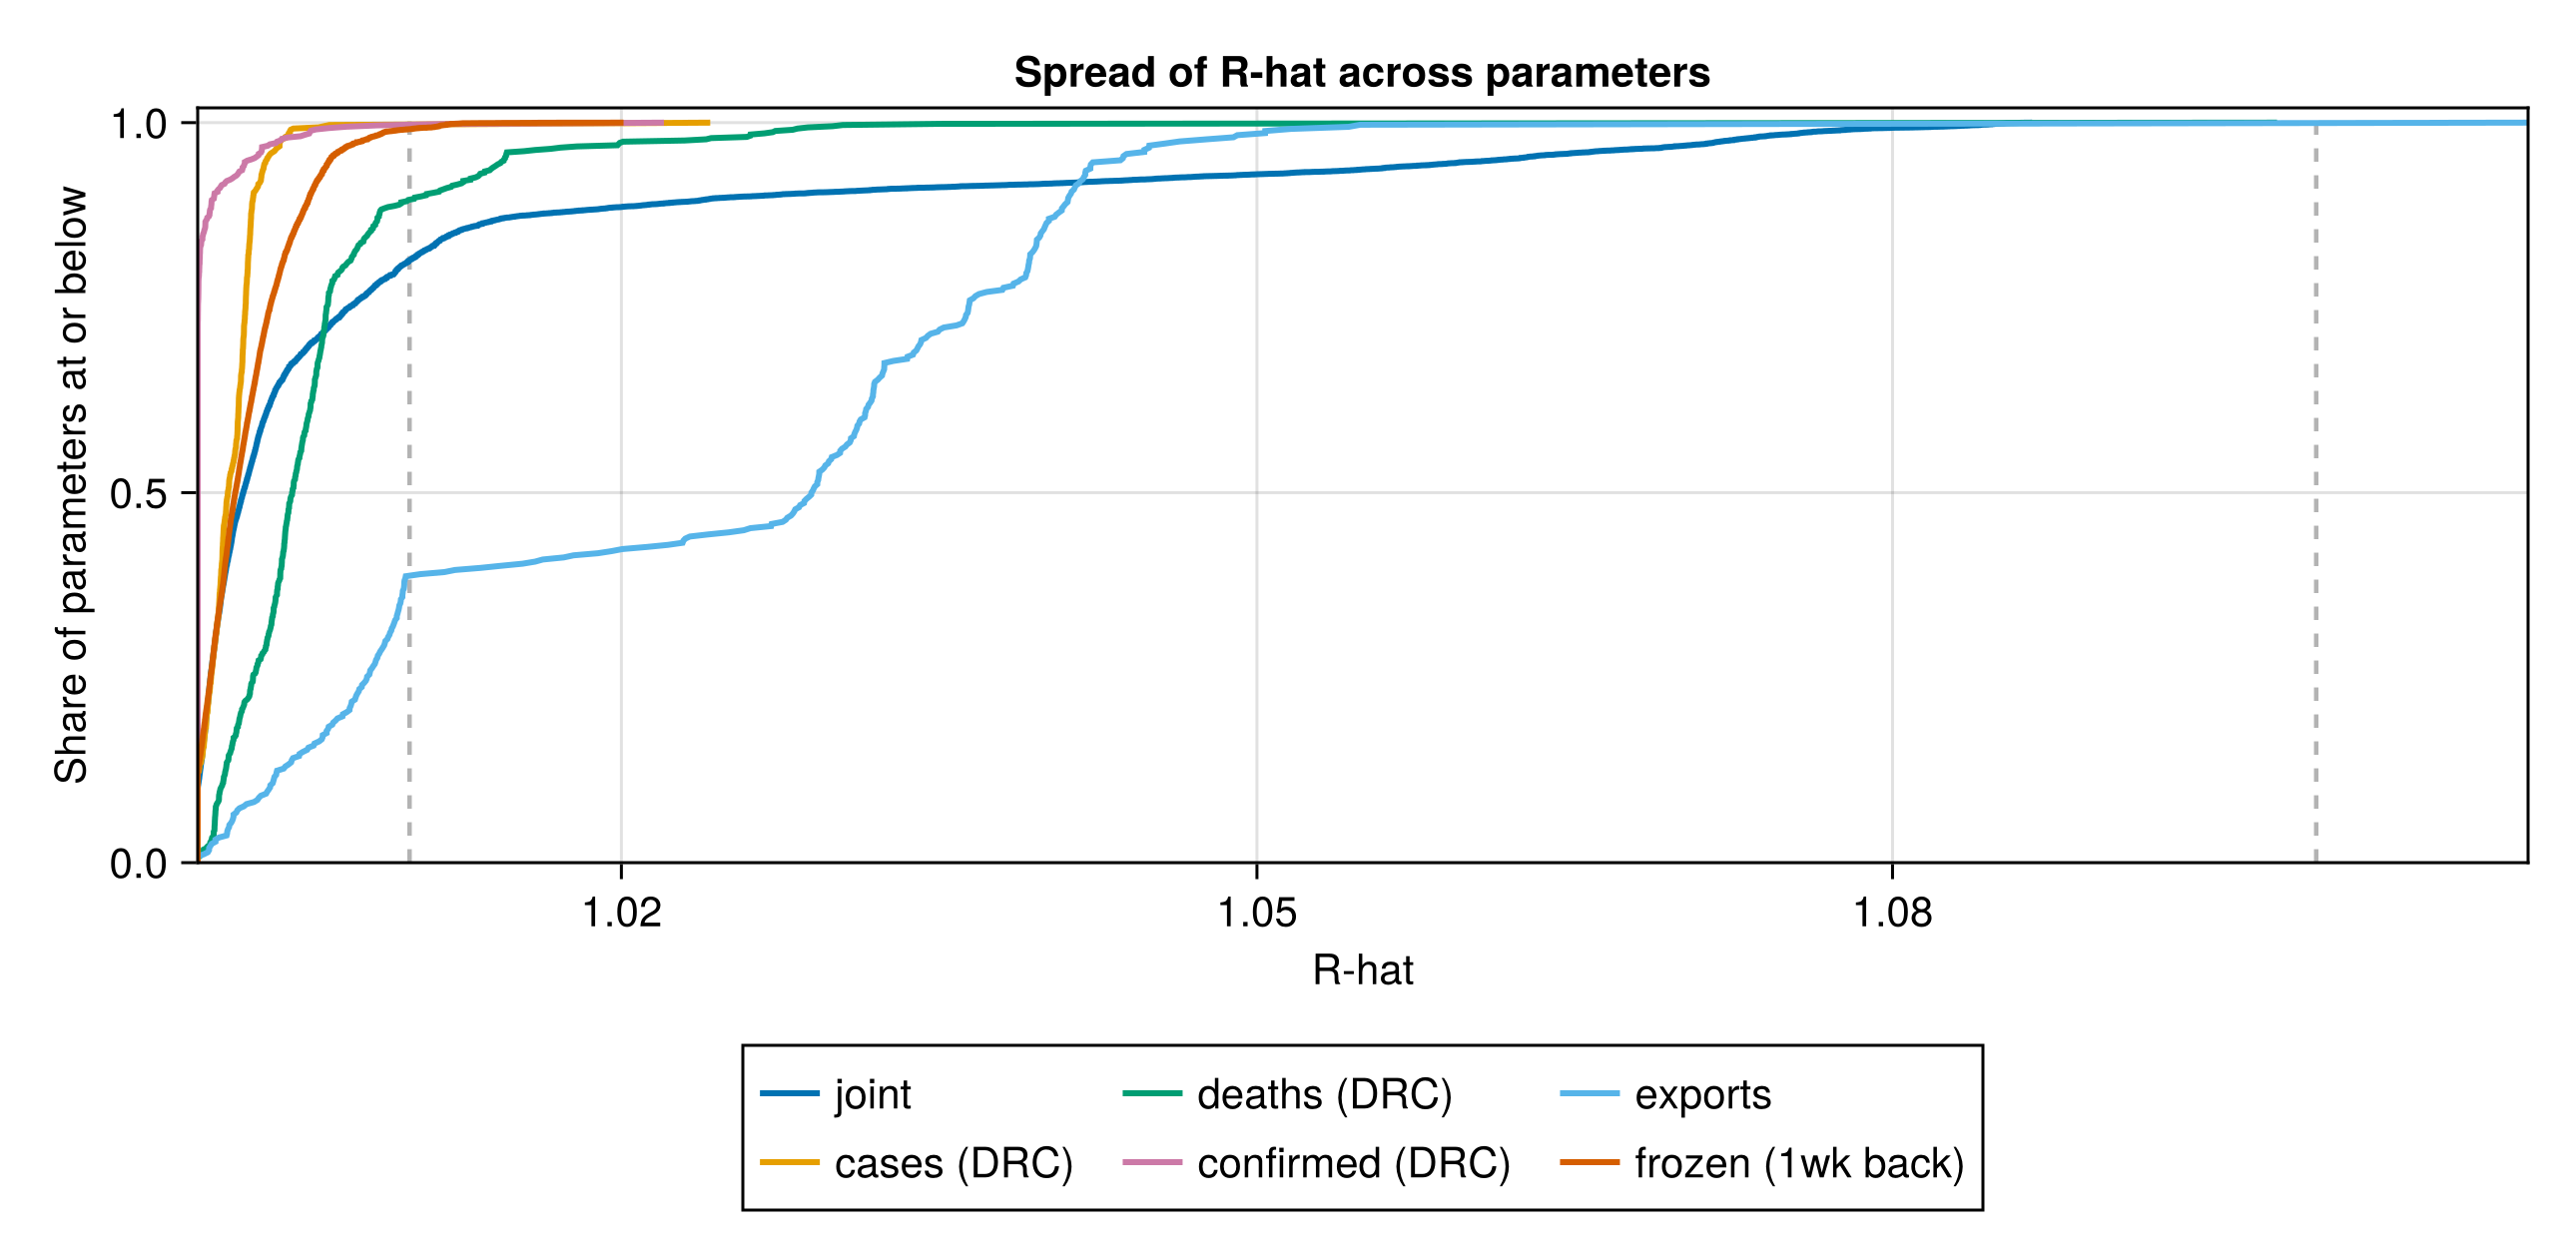 Spread of R-hat across parameters
Share of parameters at or below
1.0
0.5
0.0
1.02
1.05
1.08
R-hat
joint
deaths (DRC)
exports
cases (DRC)
confirmed (DRC)
frozen (1wk back)